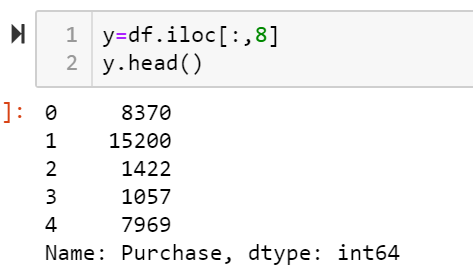 1 y=df.iloc[:,8]
2 y.head()
]: 0 8370
1 15200
2 1422
3 1057
4 7969
Name: Purchase, dtype: int64